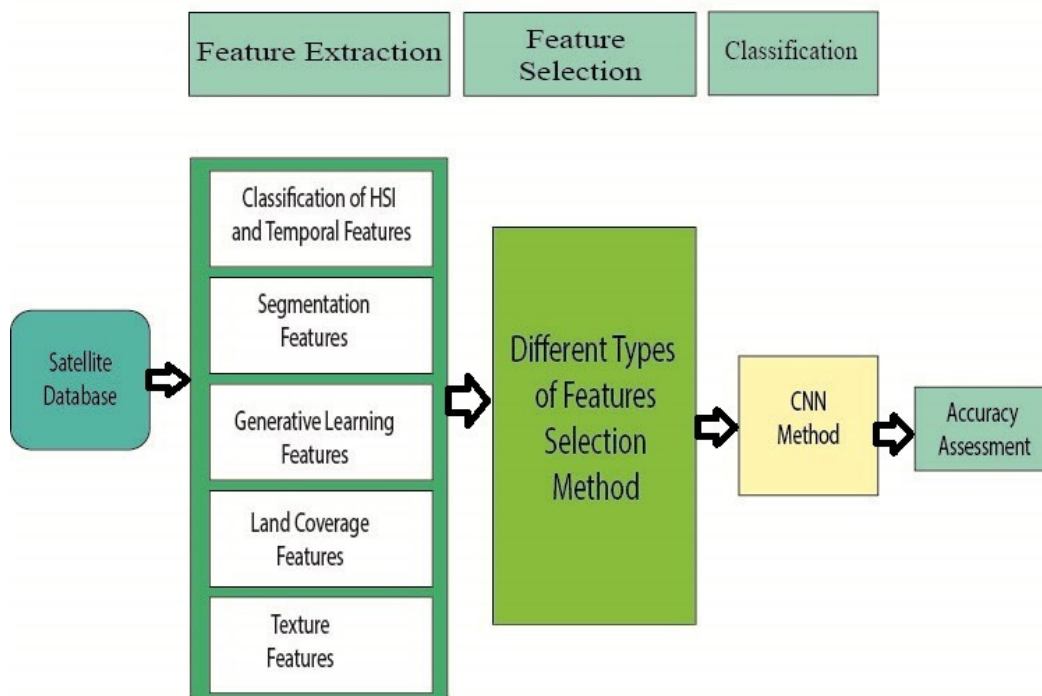 Feature Extraction
Feature
Selection
Classification
Satellite
Database
Classification of HSI
and Temporal Features
Segmentation
Features
Generative Learning
Features
Land Coverage
Features
Texture
Features
Different Types
of Features
Selection
Method
CNN
Method
Accuracy
Assessment